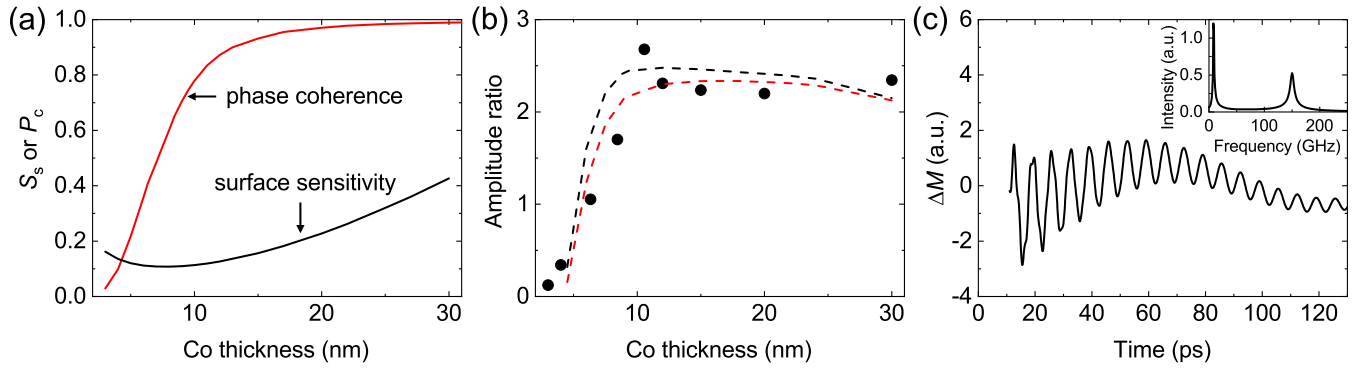 (a)
1.0
0.8
0.6
0.4
0.2
0.0
S_s or P_c
phase coherence
surface sensitivity
10
20
30
Co thickness (nm)
(b)
3
2
1
0
Amplitude ratio
10
20
30
Co thickness (nm)
(c)
6
4
2
0
-2
-4
ΔM (a.u.)
0
20
40
60
80
100
120
Time (ps)
1.0
0.5
0.0
Intensity (a.u.)
0
100
200
Frequency (GHz)